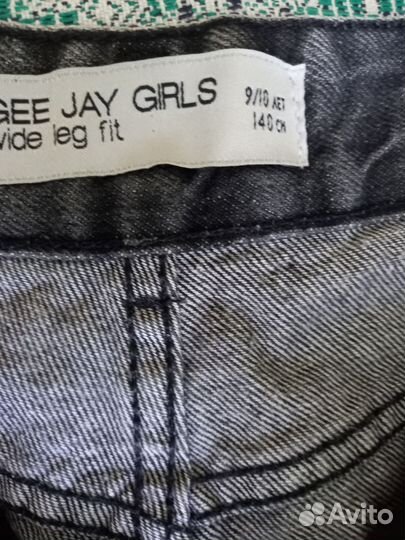 GEE JAY GIRLS
wide leg fit
9/10 ЛЕТ
140 СМ
Avito